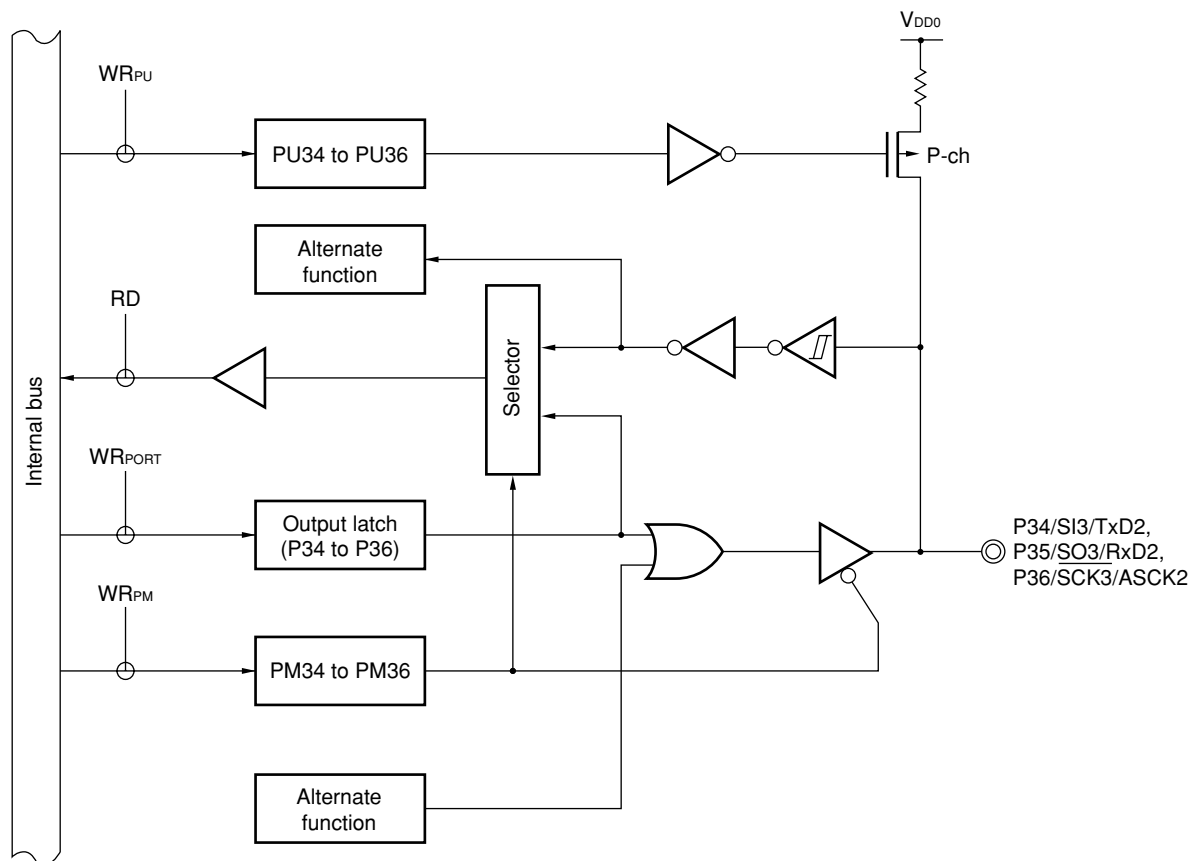 VDD0
WRPU
PU34 to PU36
P-ch
Alternate
function
RD
Selector
Internal bus
WRPORT
Output latch
(P34 to P36)
P34/SI3/TxD2,
P35/SO3/RxD2,
P36/SCK3/ASCK2
WRPM
PM34 to PM36
Alternate
function